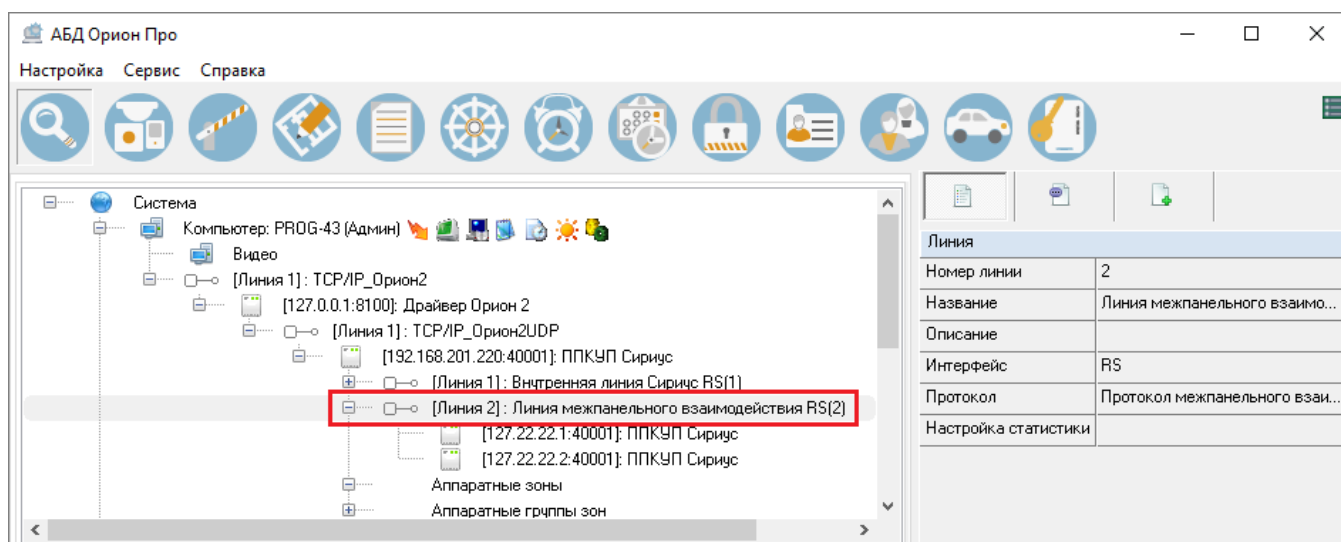 АБД Орион Про
Настройка Сервис Справка
Система
Компьютер: PROG-43 (Админ)
Видео
[Линия 1] : TCP/IP_Орион2
[127.0.0.1:8100]: Драйвер Орион 2
[Линия 1] : TCP/IP_Орион2UDP
[192.168.201.220:40001]: ППКУП Сириус
[Линия 1] : Внутренняя линия Сириус RS(1)
[Линия 2] : Линия межпанельного взаимодействия RS(2)
[127.22.22.1:40001]: ППКУП Сириус
[127.22.22.2:40001]: ППКУП Сириус
Аппаратные зоны
Аппаратные группы зон
Линия
Номер линии 2
Название Линия межпанельного взаимо...
Описание
Интерфейс RS
Протокол Протокол межпанельного взаи...
Настройка статистики